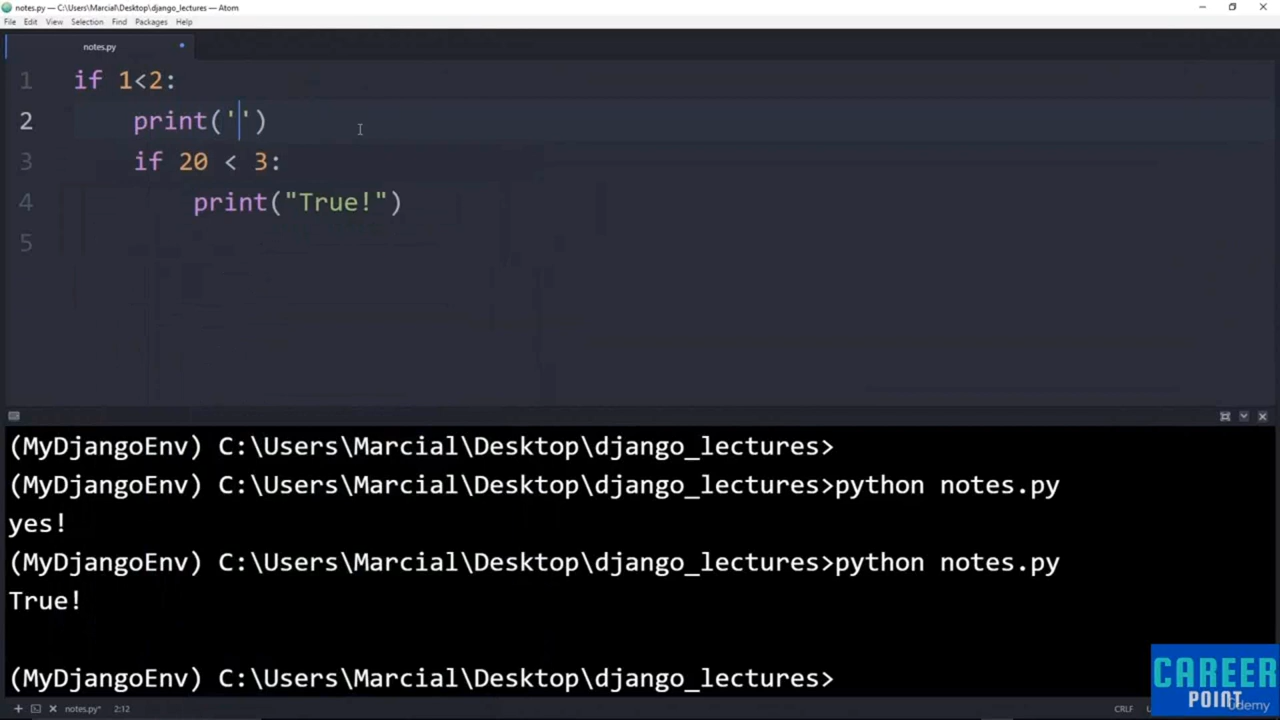 notes.py — C:\Users\Marcial\Desktop\django_lectures — Atom
File Edit View Selection Find Packages Help
notes.py
1 if 1<2:
2 print('')
3 if 20 < 3:
4 print("True!")
5
(MyDjangoEnv) C:\Users\Marcial\Desktop\django_lectures>
(MyDjangoEnv) C:\Users\Marcial\Desktop\django_lectures>python notes.py
yes!
(MyDjangoEnv) C:\Users\Marcial\Desktop\django_lectures>python notes.py
True!
(MyDjangoEnv) C:\Users\Marcial\Desktop\django_lectures>
CAREER
POINT
notes.py* 2:12 CRLF Udemy